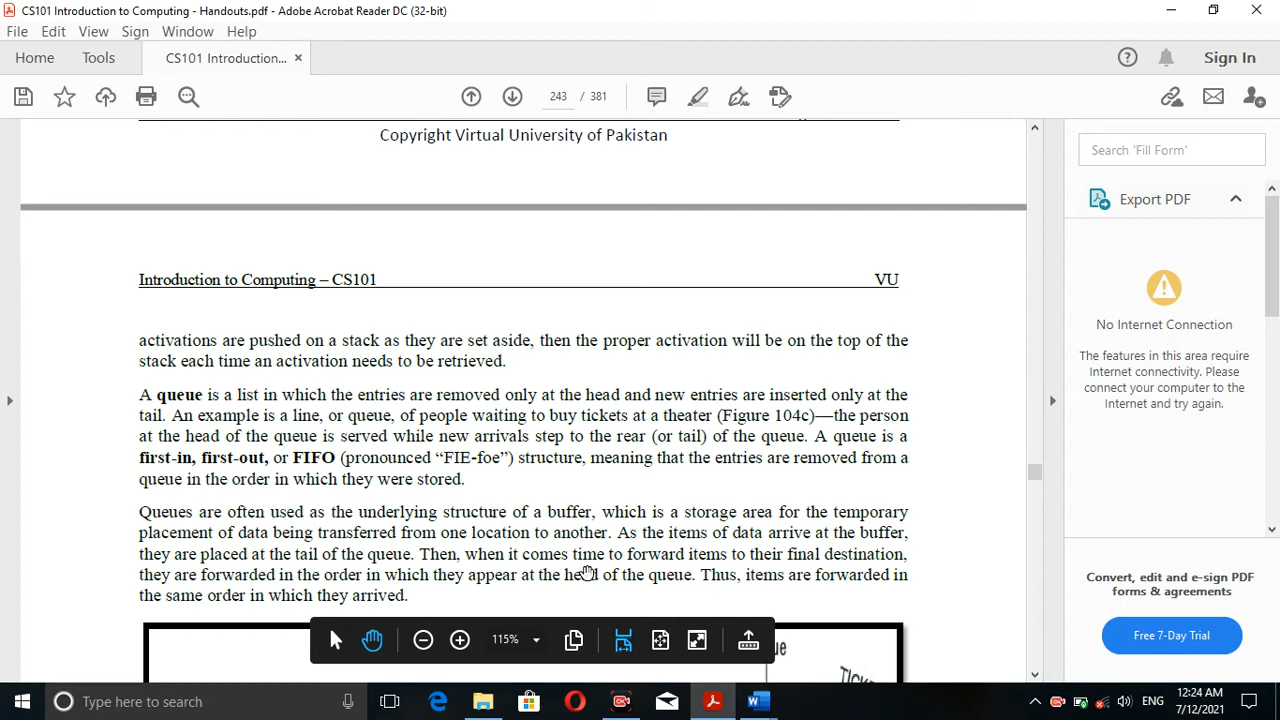 CS101 Introduction to Computing - Handouts.pdf - Adobe Acrobat Reader DC (32-bit)
File Edit View Sign Window Help
Home Tools CS101 Introduction... × Sign In
243 / 381
Copyright Virtual University of Pakistan
Introduction to Computing – CS101 VU
activations are pushed on a stack as they are set aside, then the proper activation will be on the top of the
stack each time an activation needs to be retrieved.
A queue is a list in which the entries are removed only at the head and new entries are inserted only at the
tail. An example is a line, or queue, of people waiting to buy tickets at a theater (Figure 104c)—the person
at the head of the queue is served while new arrivals step to the rear (or tail) of the queue. A queue is a
first-in, first-out, or FIFO (pronounced “FIE-foe”) structure, meaning that the entries are removed from a
queue in the order in which they were stored.
Queues are often used as the underlying structure of a buffer, which is a storage area for the temporary
placement of data being transferred from one location to another. As the items of data arrive at the buffer,
they are placed at the tail of the queue. Then, when it comes time to forward items to their final destination,
they are forwarded in the order in which they appear at the head of the queue. Thus, items are forwarded in
the same order in which they arrived.
115%
Search 'Fill Form'
Export PDF
No Internet Connection
The features in this area require
Internet connectivity. Please
connect your computer to the
Internet and try again.
Convert, edit and e-sign PDF
forms & agreements
Free 7-Day Trial
Type here to search
ENG
12:24 AM
7/12/2021